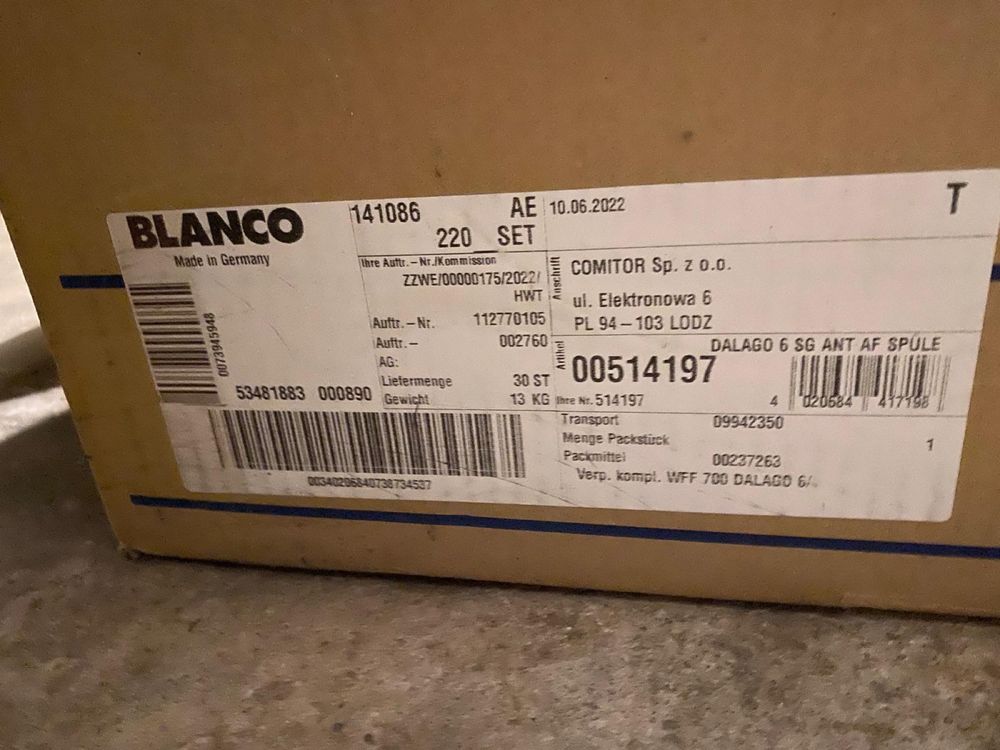 BLANCO
Made in Germany
0073945948
53481883 000890
00340206840738734537
141086 AE
220 SET
Ihre Auftr.-Nr./Kommission
ZZWE/00000175/2022/
HWT
Auftr.-Nr. 112770105
Auftr.- 002760
AG:
Liefermenge 30 ST
Gewicht 13 KG
10.06.2022
T
Anschrift
COMITOR Sp. z o.o.
ul. Elektronowa 6
PL 94-103 LODZ
DALAGO 6 SG ANT AF SPÜLE
Artikel
00514197
Ihre Nr. 514197
4 020684 417198
Transport 09942350
Menge Packstück 1
Packmittel 00237263
Verp. kompl. WFF 700 DALAGO 6/